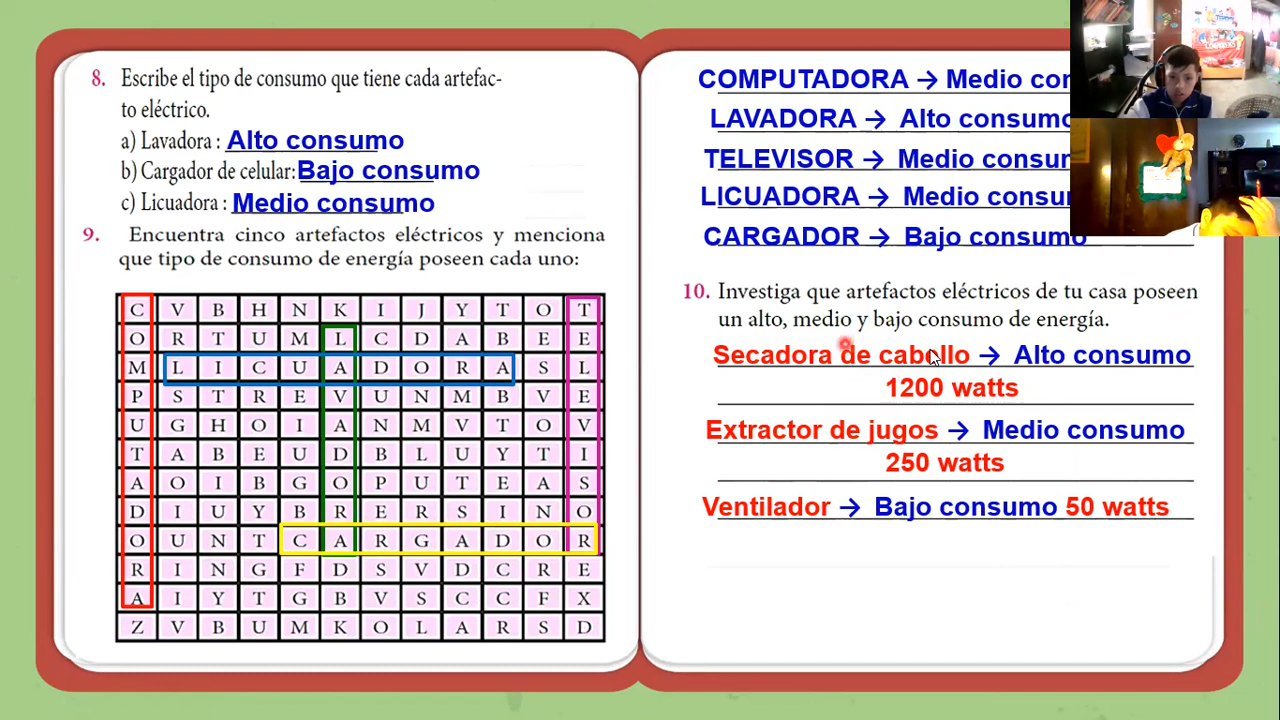 8. Escribe el tipo de consumo que tiene cada artefac-
to eléctrico.
a) Lavadora : Alto consumo
b) Cargador de celular: Bajo consumo
c) Licuadora : Medio consumo
9. Encuentra cinco artefactos eléctricos y menciona
que tipo de consumo de energía poseen cada uno:
C V B H N K I J Y T O T
O R T U M L C D A B E E
M L I C U A D O R A S L
P S T R E V U N M B V E
U G H O I A N M V T O V
T A B E U D B L U Y T I
A O I B G O P U T E A S
D I U Y B R E R S I N O
O U N T C A R G A D O R
R I N G F D S V D C R E
A I Y T G B V S C C F X
Z V B U M K O L A R S D
COMPUTADORA → Medio con
LAVADORA → Alto consumo
TELEVISOR → Medio consu
LICUADORA → Medio consu
CARGADOR → Bajo consumo
10. Investiga que artefactos eléctricos de tu casa poseen
un alto, medio y bajo consumo de energía.
Secadora de cabello → Alto consumo
1200 watts
Extractor de jugos → Medio consumo
250 watts
Ventilador → Bajo consumo 50 watts